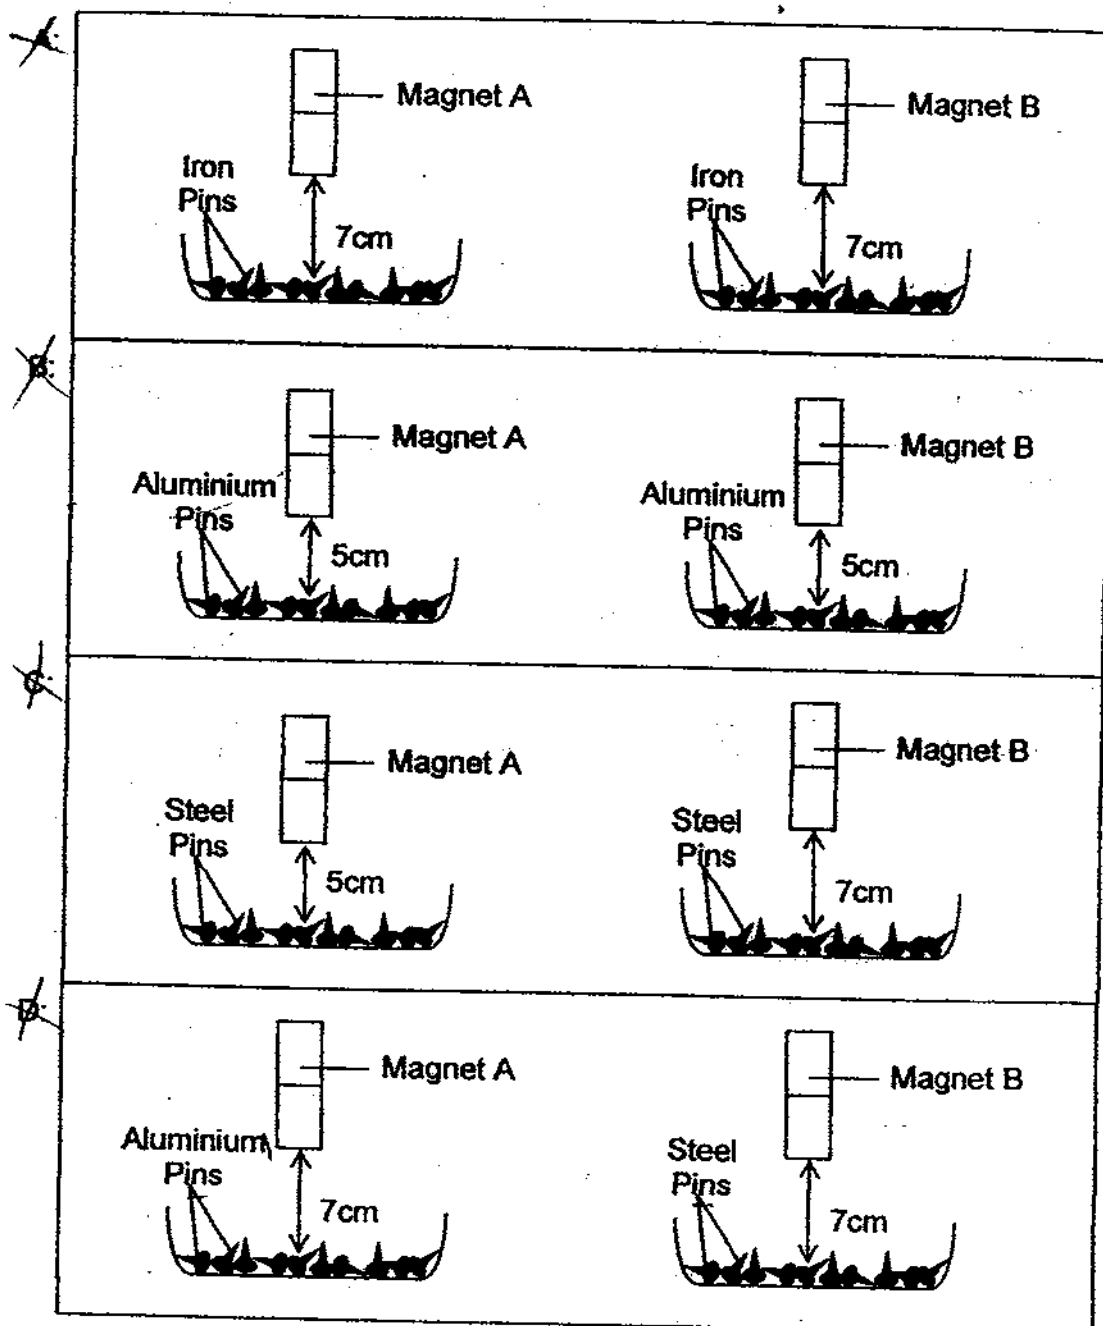 A:
Magnet A
Magnet B
Iron
Pins
Iron
Pins
7cm
7cm
B:
Magnet A
Magnet B
Aluminium
Pins
Aluminium
Pins
5cm
5cm
C:
Magnet A
Magnet B
Steel
Pins
Steel
Pins
5cm
7cm
D:
Magnet A
Magnet B
Aluminium
Pins
Steel
Pins
7cm
7cm